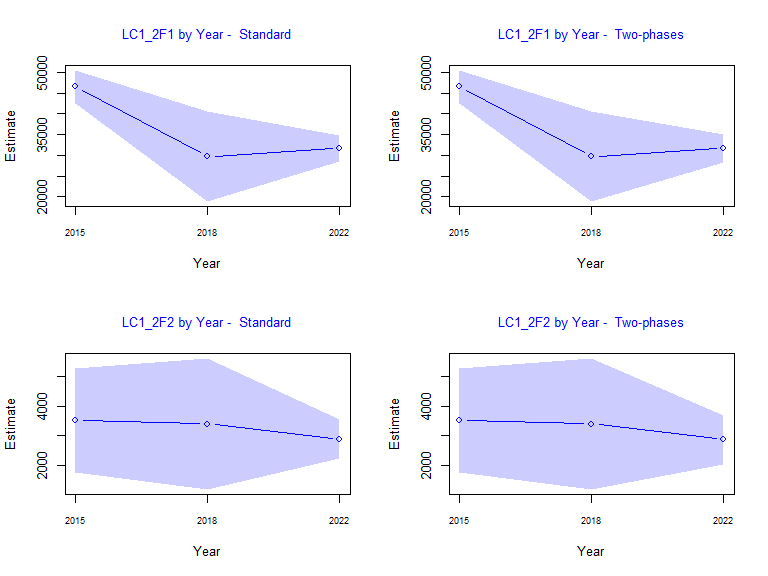 LC1_2F1 by Year -  Standard
Estimate
50000
35000
20000
2015 2018 2022
Year
LC1_2F1 by Year -  Two-phases
Estimate
50000
35000
20000
2015 2018 2022
Year
LC1_2F2 by Year -  Standard
Estimate
4000
2000
2015 2018 2022
Year
LC1_2F2 by Year -  Two-phases
Estimate
4000
2000
2015 2018 2022
Year